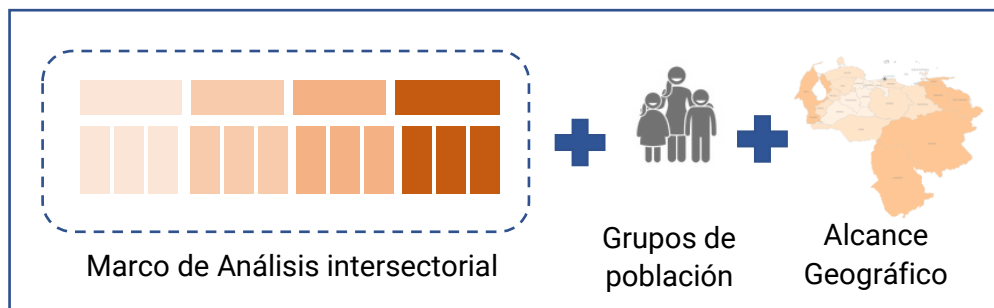 Marco de Análisis intersectorial
Grupos de
población
Alcance
Geográfico